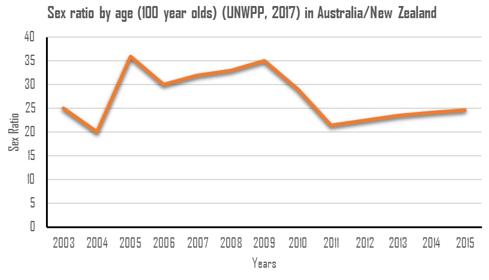 Sex ratio by age (100 year olds) (UNWPP, 2017) in Australia/New Zealand
40
35
30
25
20
15
10
5
0
Sex Ratio
2003 2004 2005 2006 2007 2008 2009 2010 2011 2012 2013 2014 2015
Years